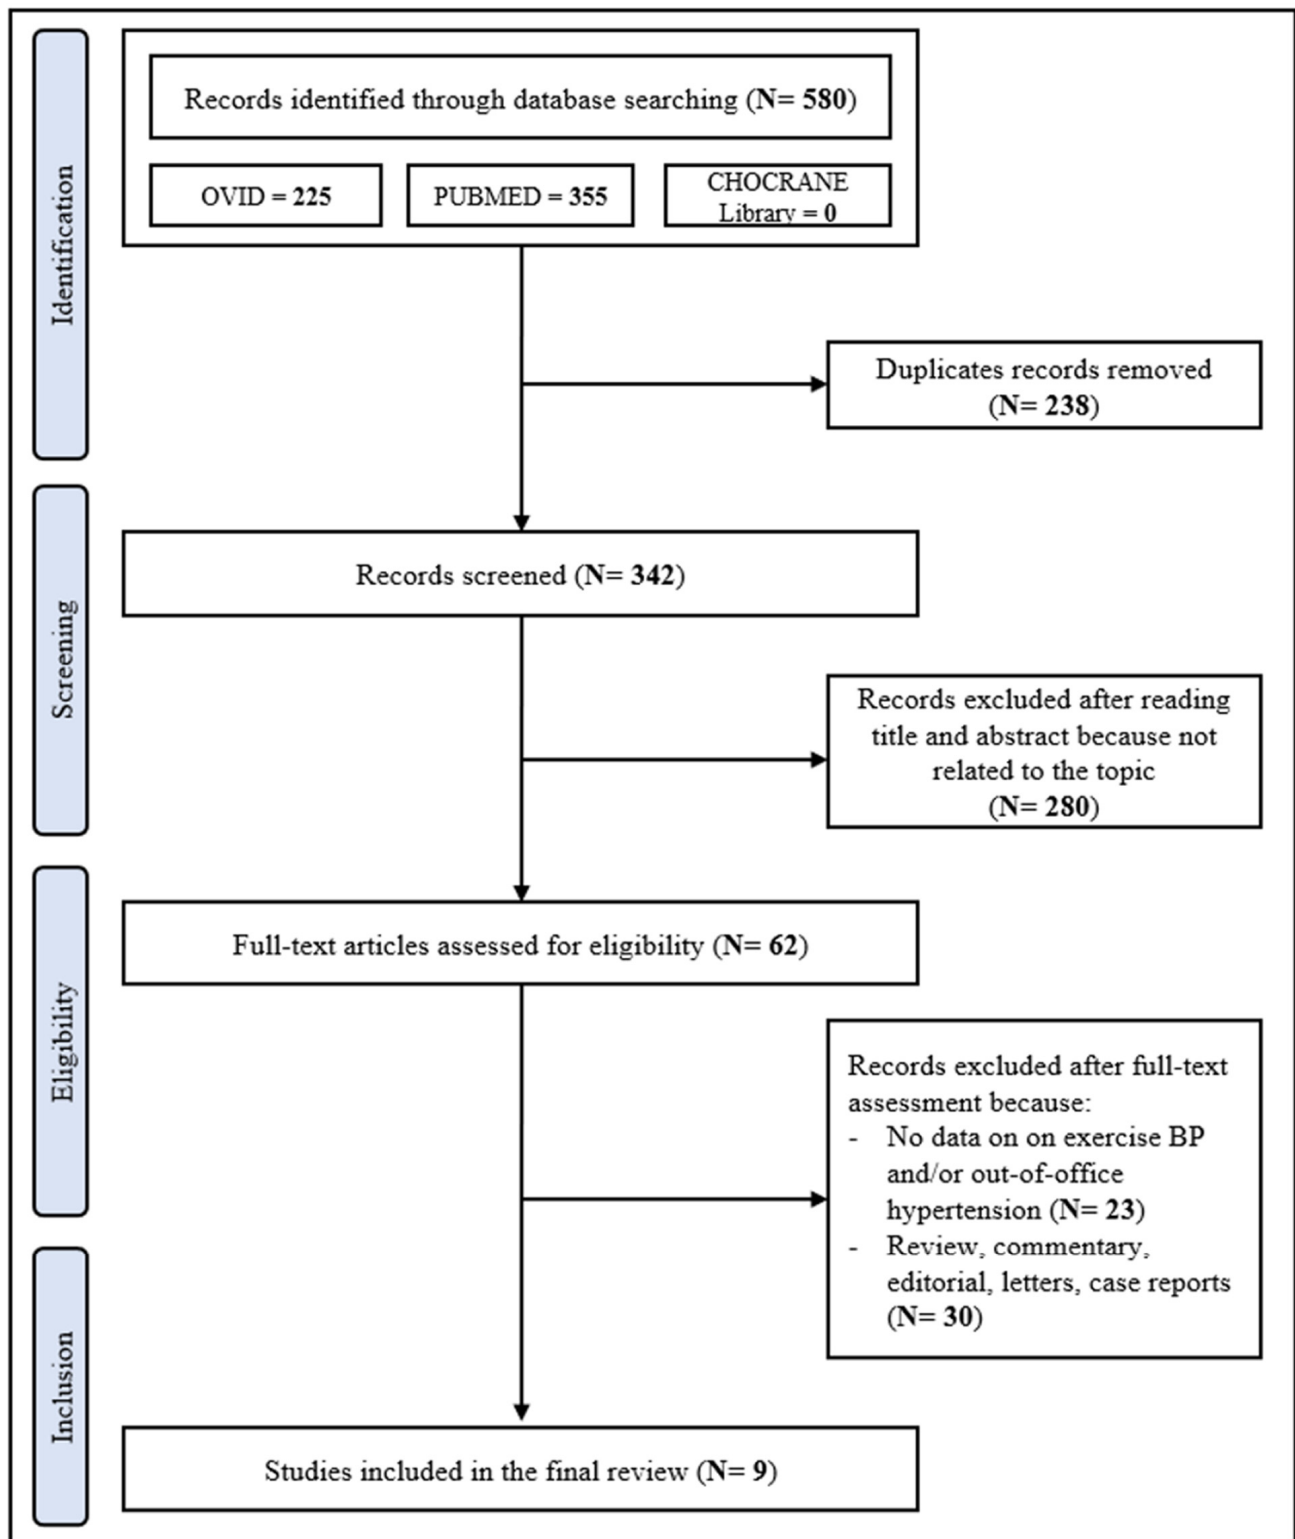 Identification
Records identified through database searching (N= 580)
OVID = 225
PUBMED = 355
CHOCRANE
Library = 0
Duplicates records removed
(N= 238)
Screening
Records screened (N= 342)
Records excluded after reading
title and abstract because not
related to the topic
(N= 280)
Eligibility
Full-text articles assessed for eligibility (N= 62)
Records excluded after full-text
assessment because:
- No data on on exercise BP
and/or out-of-office
hypertension (N= 23)
- Review, commentary,
editorial, letters, case reports
(N= 30)
Inclusion
Studies included in the final review (N= 9)